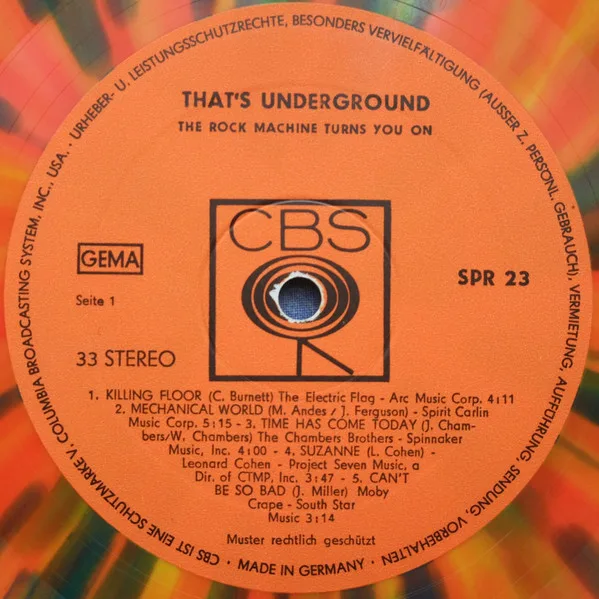 THAT'S UNDERGROUND
THE ROCK MACHINE TURNS YOU ON
CBS
GEMA
SPR 23
Seite 1
33 STEREO
1. KILLING FLOOR (C. Burnett) The Electric Flag - Arc Music Corp. 4:11
2. MECHANICAL WORLD (M. Andes / J. Ferguson) - Spirit Carlin
Music Corp. 5:15 - 3. TIME HAS COME TODAY (J. Cham-
bers/W, Chambers) The Chambers Brothers - Spinnaker
Music, Inc. 4:00 - 4. SUZANNE (L. Cohen) -
Leonard Cohen - Project Seven Music, a
Dir. of CTMP, Inc. 3:47 - 5. CAN'T
BE SO BAD (J. Miller) Moby
Crape - South Star
Music 3:14
Muster rechtlich geschützt
CBS IST EINE SCHUTZMARKE V. COLUMBIA BROADCASTING SYSTEM, INC., USA. · URHEBER- U. LEISTUNGSSCHUTZRECHTE, BESONDERS VERVIELFÄLTIGUNG (AUSSER Z. PERSÖNL. GEBRAUCH), VERMIETUNG, AUFFÜHRUNG, SENDUNG, VORBEHALTEN · MADE IN GERMANY ·